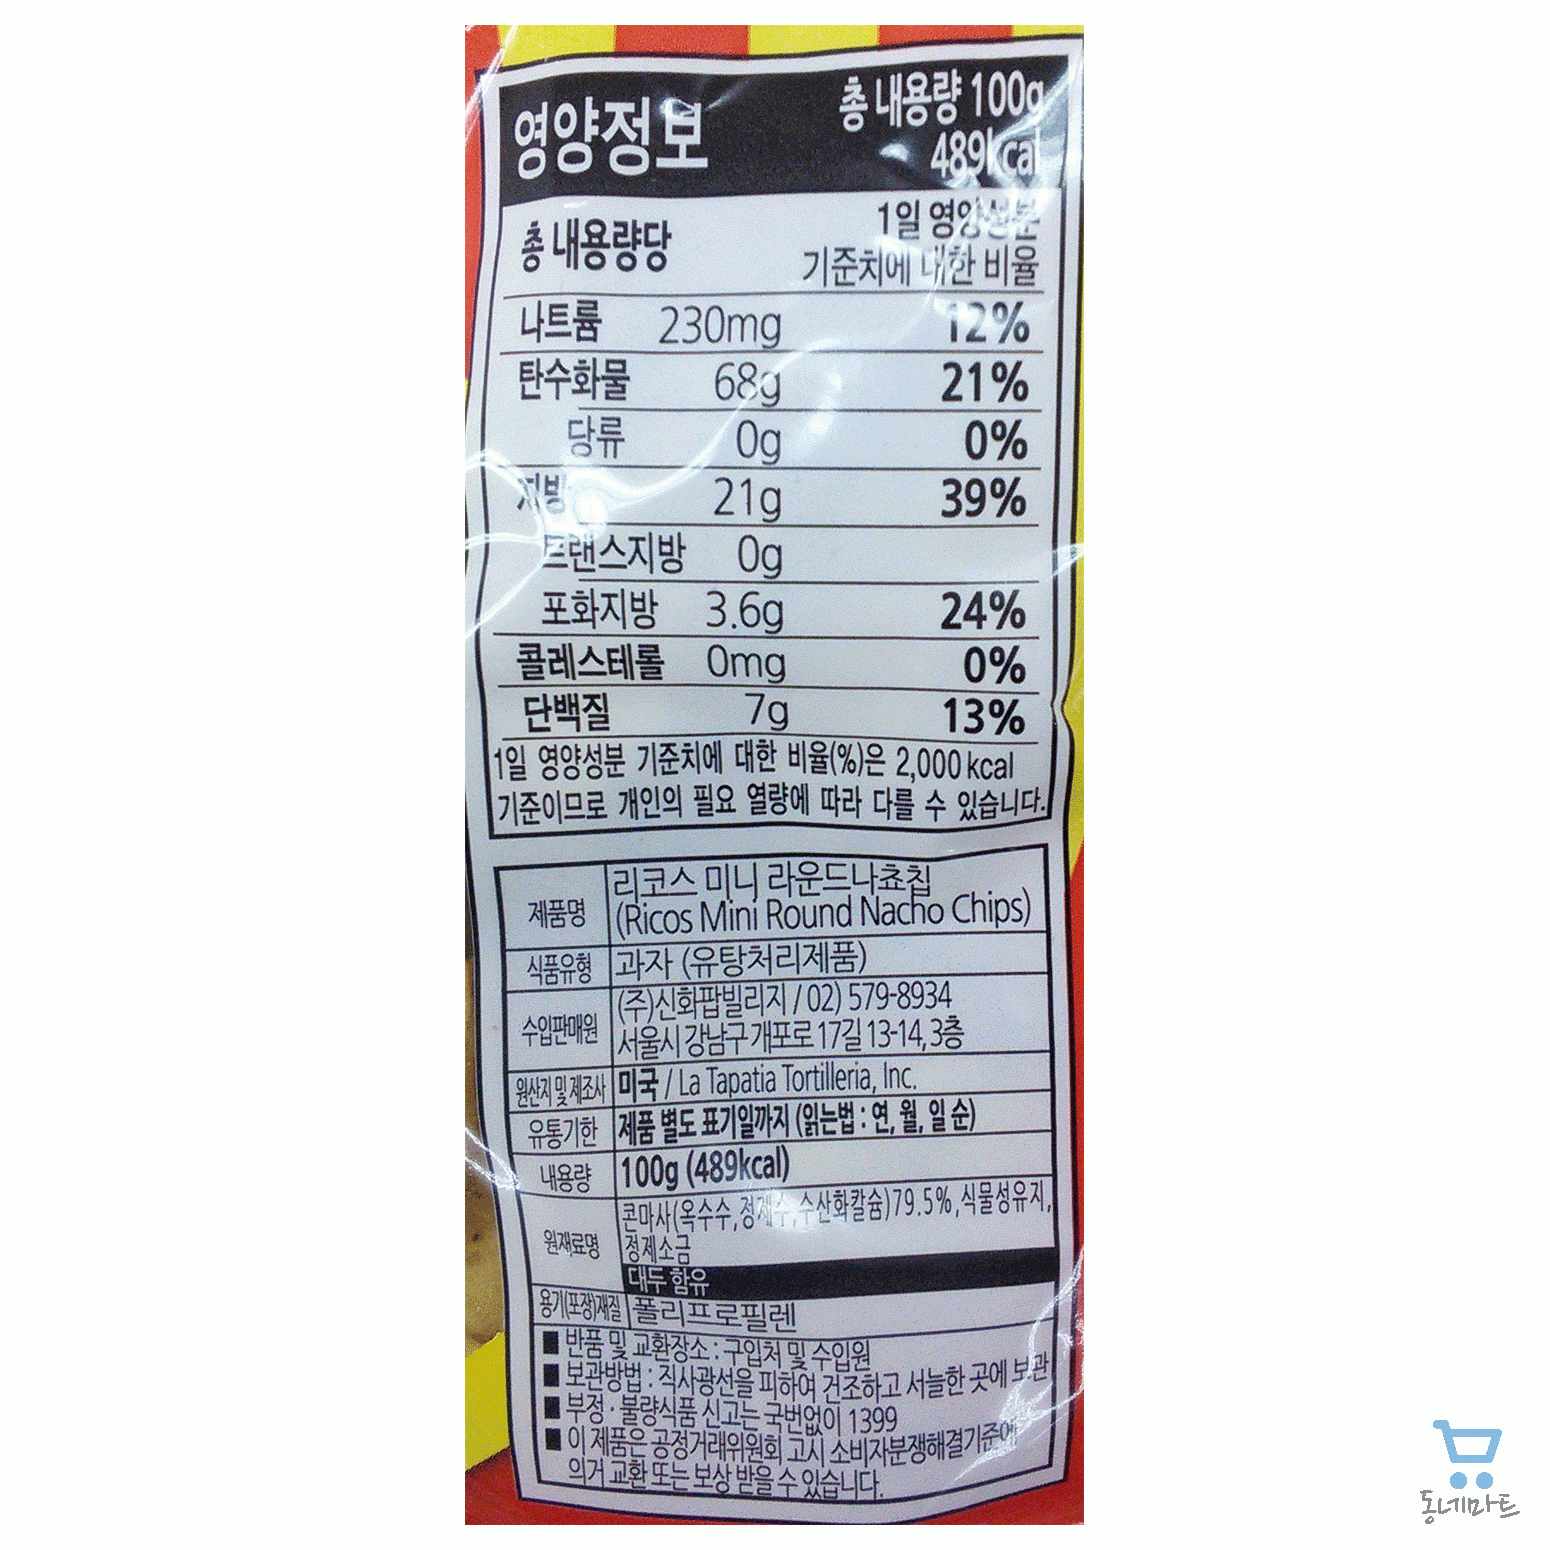 영양정보
총 내용량 100g
489kcal
총 내용량당
1일 영양성분
기준치에 대한 비율
나트륨 230mg 12%
탄수화물 68g 21%
당류 0g 0%
지방 21g 39%
트랜스지방 0g
포화지방 3.6g 24%
콜레스테롤 0mg 0%
단백질 7g 13%
1일 영양성분 기준치에 대한 비율(%)은 2,000 kcal
기준이므로 개인의 필요 열량에 따라 다를 수 있습니다.
제품명 리코스 미니 라운드나쵸칩
(Ricos Mini Round Nacho Chips)
식품유형 과자 (유탕처리제품)
수입판매원 (주)신화팝빌리지 / 02) 579-8934
서울시 강남구 개포로 17길 13-14, 3층
원산지 및 제조사 미국 / La Tapatia Tortilleria, Inc.
유통기한 제품 별도 표기일까지 (읽는법 : 연, 월, 일 순)
내용량 100g (489kcal)
원재료명 콘마사(옥수수, 정제수, 수산화칼슘)79.5%, 식물성유지,
정제소금
대두 함유
용기(포장)재질 폴리프로필렌
■ 반품 및 교환장소 : 구입처 및 수입원
■ 보관방법 : 직사광선을 피하여 건조하고 서늘한 곳에 보관
■ 부정 · 불량식품 신고는 국번없이 1399
■ 이 제품은 공정거래위원회 고시 소비자분쟁해결기준에
의거 교환 또는 보상 받을 수 있습니다.
동네마트